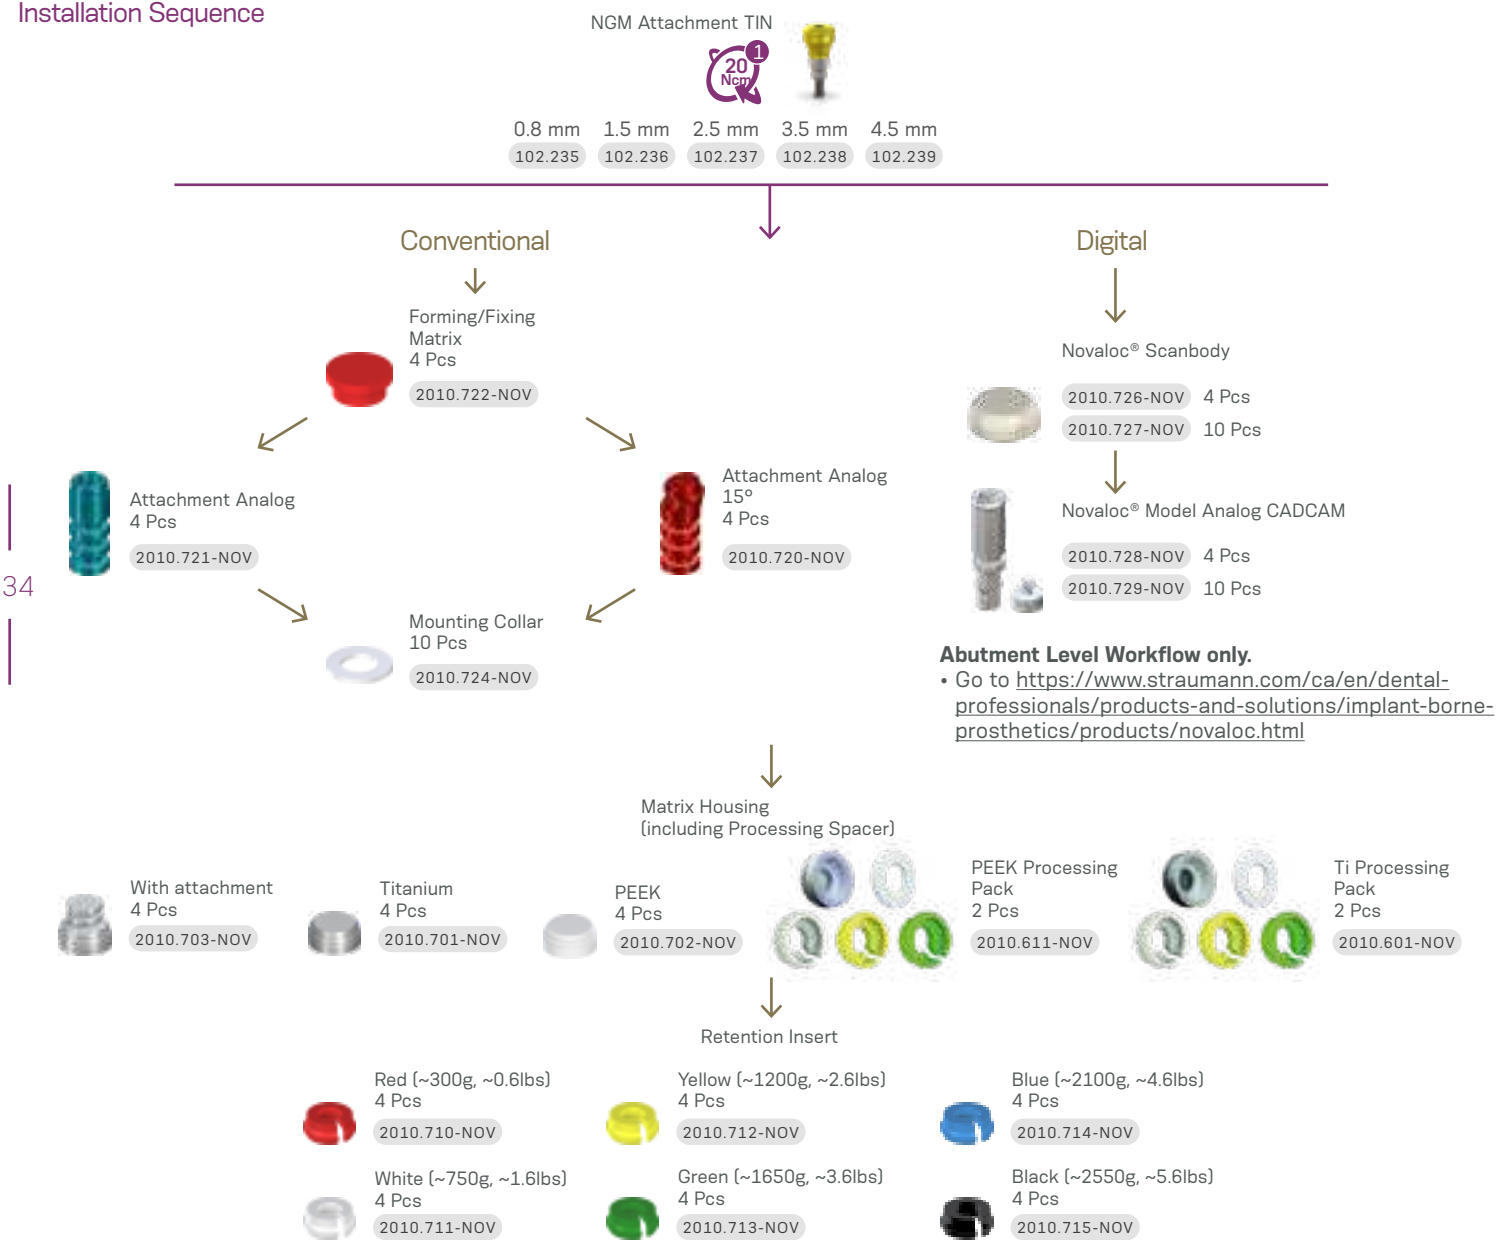 Installation Sequence
NGM Attachment TIN
1
20
Ncm
0.8 mm 1.5 mm 2.5 mm 3.5 mm 4.5 mm
102.235 102.236 102.237 102.238 102.239
Conventional
Digital
Forming/Fixing
Matrix
4 Pcs
2010.722-NOV
Novaloc® Scanbody
2010.726-NOV 4 Pcs
2010.727-NOV 10 Pcs
Attachment Analog
4 Pcs
2010.721-NOV
Attachment Analog
15°
4 Pcs
2010.720-NOV
Novaloc® Model Analog CADCAM
2010.728-NOV 4 Pcs
2010.729-NOV 10 Pcs
34
Mounting Collar
10 Pcs
2010.724-NOV
Abutment Level Workflow only.
• Go to https://www.straumann.com/ca/en/dental-
professionals/products-and-solutions/implant-borne-
prosthetics/products/novaloc.html
Matrix Housing
(including Processing Spacer)
With attachment
4 Pcs
2010.703-NOV
Titanium
4 Pcs
2010.701-NOV
PEEK
4 Pcs
2010.702-NOV
PEEK Processing
Pack
2 Pcs
2010.611-NOV
Ti Processing
Pack
2 Pcs
2010.601-NOV
Retention Insert
Red (~300g, ~0.6lbs)
4 Pcs
2010.710-NOV
Yellow (~1200g, ~2.6lbs)
4 Pcs
2010.712-NOV
Blue (~2100g, ~4.6lbs)
4 Pcs
2010.714-NOV
White (~750g, ~1.6lbs)
4 Pcs
2010.711-NOV
Green (~1650g, ~3.6lbs)
4 Pcs
2010.713-NOV
Black (~2550g, ~5.6lbs)
4 Pcs
2010.715-NOV